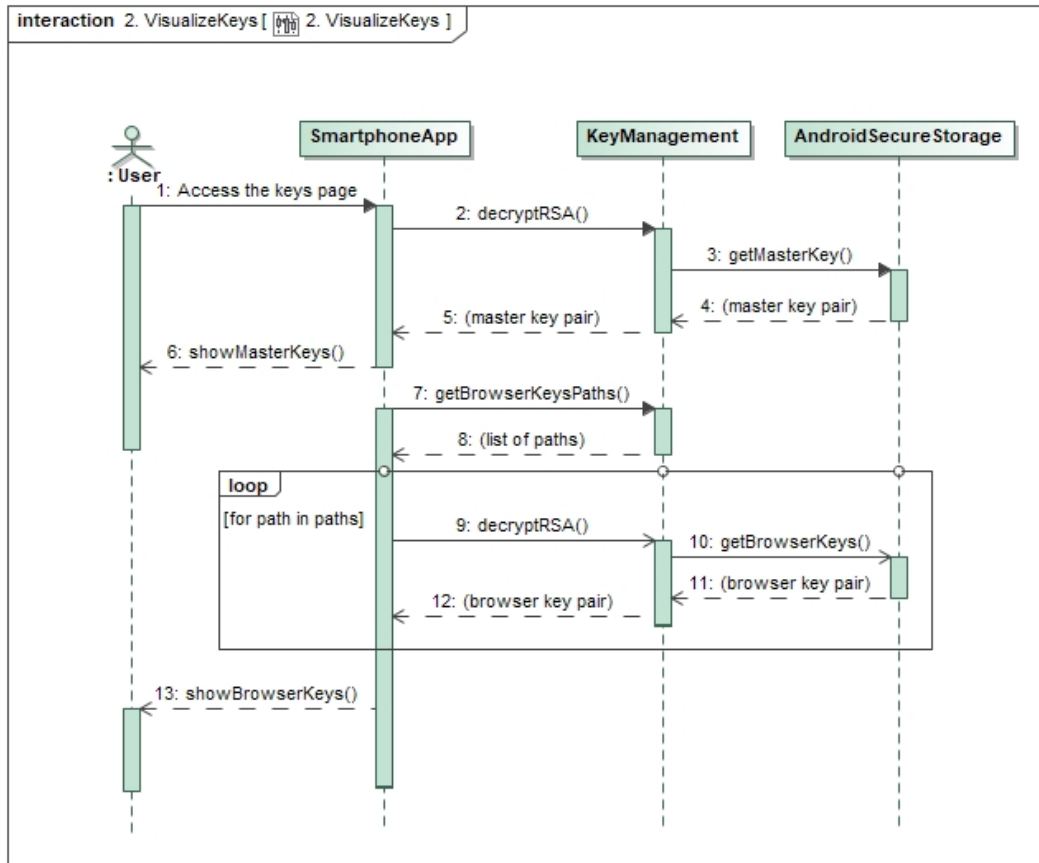 interaction 2. VisualizeKeys [ 2. VisualizeKeys ]
SmartphoneApp
KeyManagement
AndroidSecureStorage
: User
1: Access the keys page
2: decryptRSA()
3: getMasterKey()
4: (master key pair)
5: (master key pair)
6: showMasterKeys()
7: getBrowserKeysPaths()
8: (list of paths)
loop
[for path in paths]
9: decryptRSA()
10: getBrowserKeys()
11: (browser key pair)
12: (browser key pair)
13: showBrowserKeys()